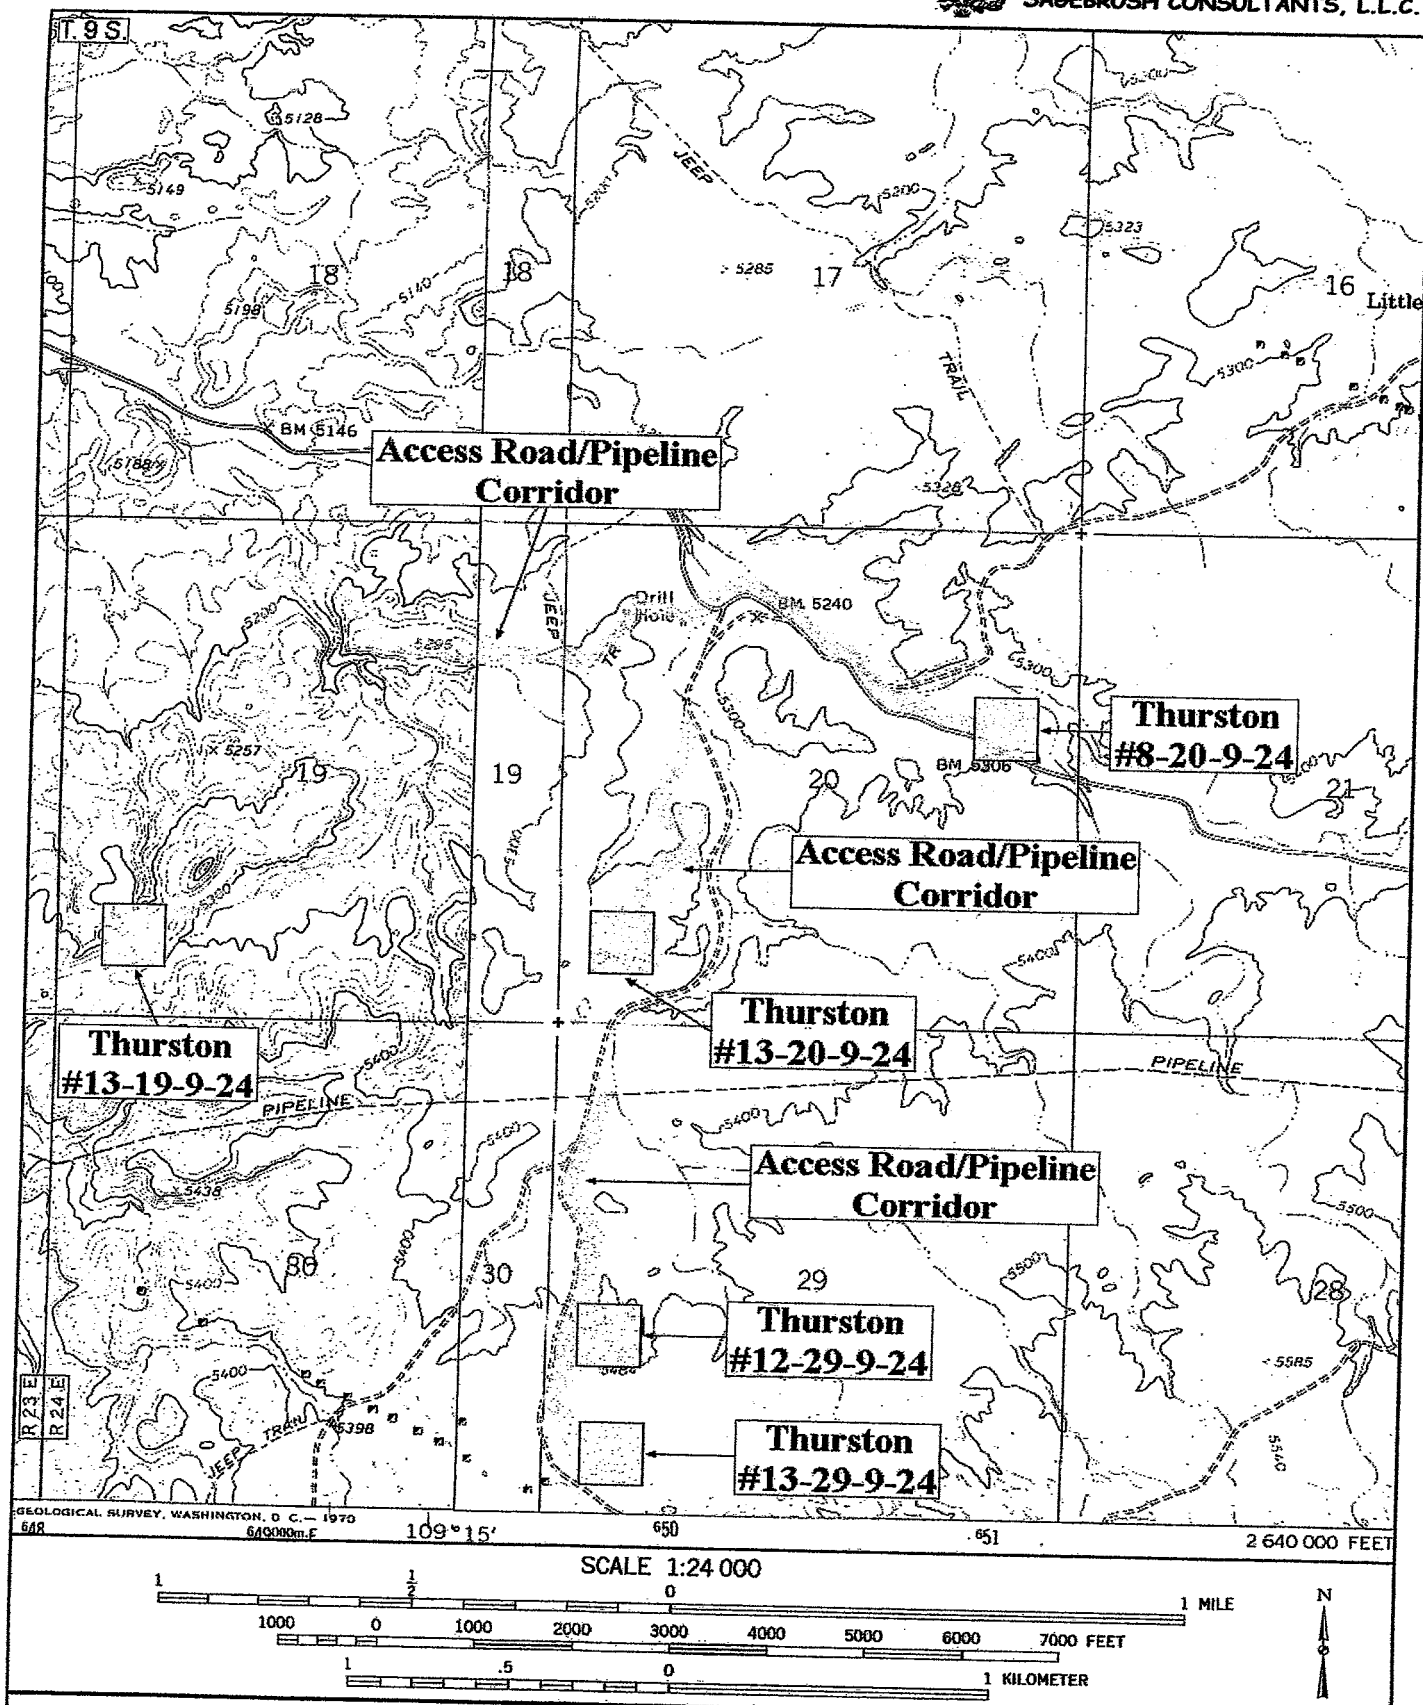 SAGEBRUSH CONSULTANTS, L.L.C.
T. 9 S.
5128
5200
5149
JEEP
5200
5323
18
18
5285
17
16
5140
5198
Little
TRAIL
5300
BM 5146
5188
Access Road/Pipeline
Corridor
5328
5200
JEEP
Drill
Hole
BM 5240
5295
TR
5300
5300
Thurston
#8-20-9-24
X 5257
19
19
20
BM 5306
21
Access Road/Pipeline
Corridor
5400
Thurston
#13-20-9-24
Thurston
#13-19-9-24
5400
PIPELINE
PIPELINE
5400
5400
Access Road/Pipeline
Corridor
5438
5500
5400
5400
30
30
29
5500
28
Thurston
#12-29-9-24
5400
5585
R 23 E
R 24 E
TRAIL
5398
JEEP
Thurston
#13-29-9-24
GEOLOGICAL SURVEY, WASHINGTON, D. C. — 1970
648
649000m.E
109° 15'
650
651
2 640 000 FEET
SCALE 1:24 000
1 1/2 0 1 MILE
1000 0 1000 2000 3000 4000 5000 6000 7000 FEET
1 .5 0 1 KILOMETER
N